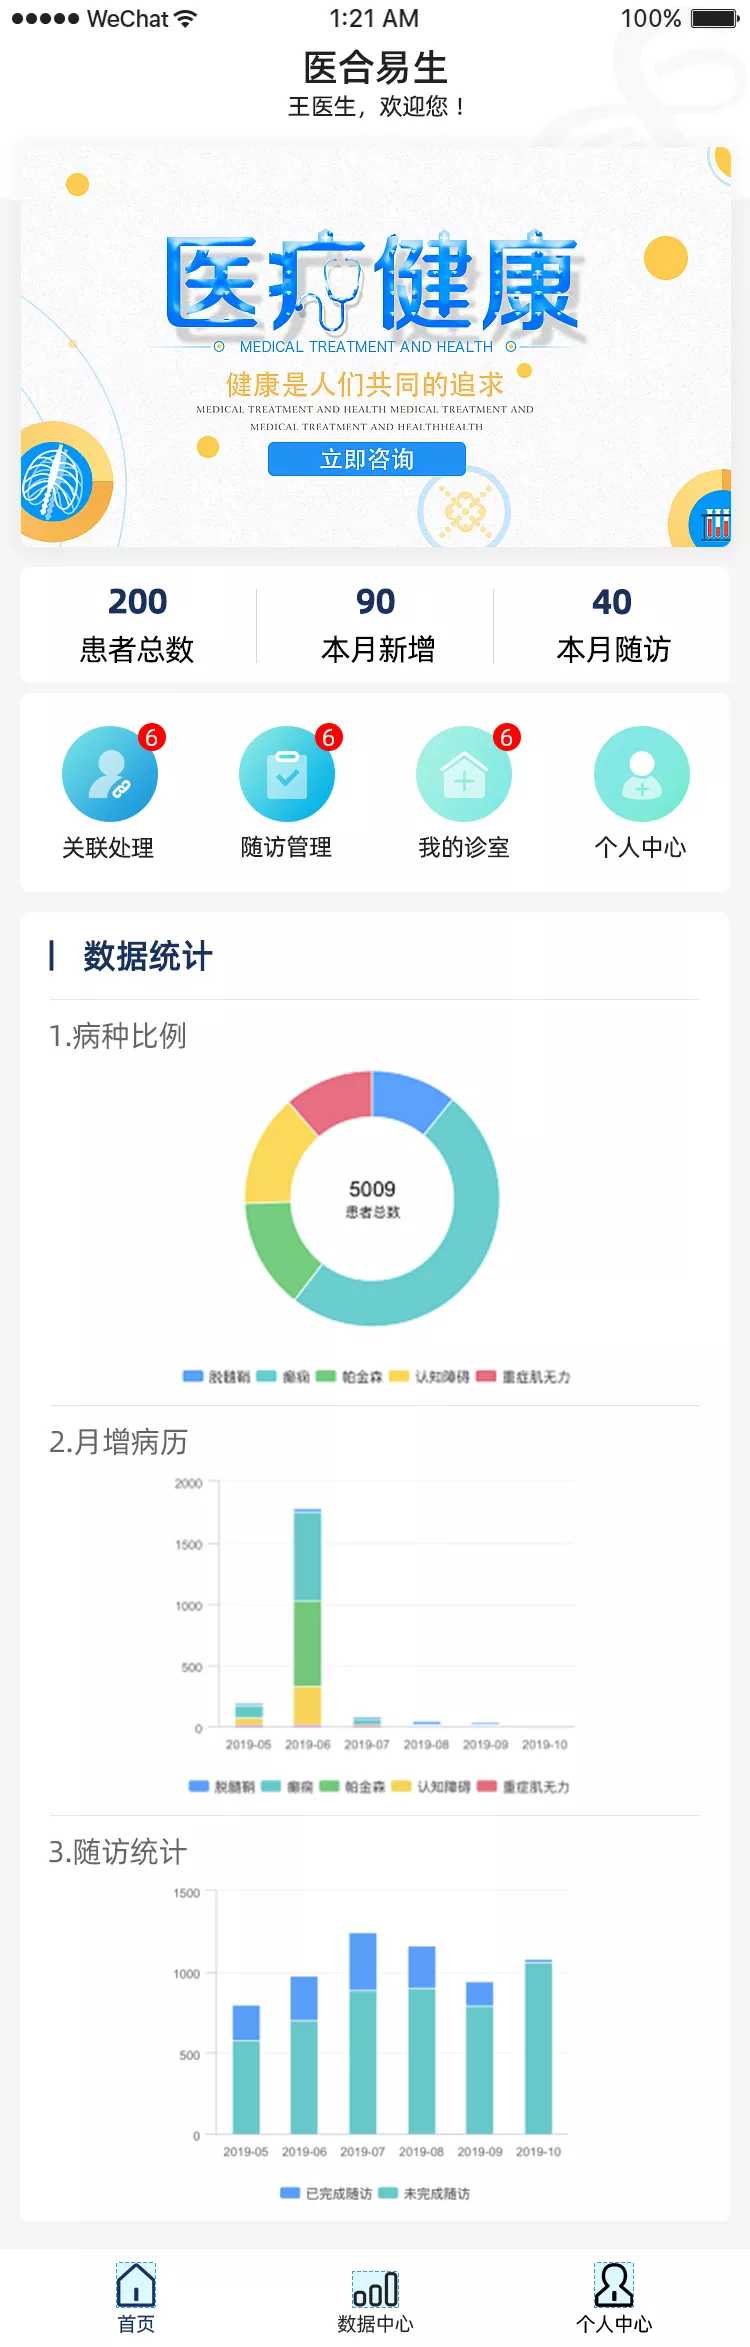 WeChat 1:21 AM 100%
医合易生
王医生，欢迎您！
医疗健康
MEDICAL TREATMENT AND HEALTH
健康是人们共同的追求
MEDICAL TREATMENT AND HEALTH MEDICAL TREATMENT AND
MEDICAL TREATMENT AND HEALTHHEALTH
立即咨询
200 90 40
患者总数 本月新增 本月随访
6 6 6
关联处理 随访管理 我的诊室 个人中心
数据统计
1.病种比例
5009
患者总数
脱髓鞘 癫痫 帕金森 认知障碍 重症肌无力
2.月增病历
2000
1500
1000
500
0
2019-05 2019-06 2019-07 2019-08 2019-09 2019-10
脱髓鞘 癫痫 帕金森 认知障碍 重症肌无力
3.随访统计
1500
1000
500
0
2019-05 2019-06 2019-07 2019-08 2019-09 2019-10
已完成随访 未完成随访
首页 数据中心 个人中心